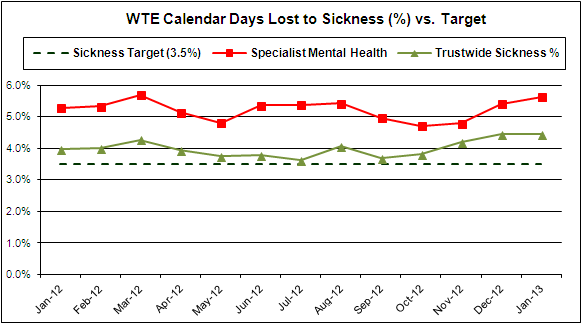 WTE Calendar Days Lost to Sickness (%) vs. Target
Sickness Target (3.5%) Specialist Mental Health Trustwide Sickness %
6.0%
5.0%
4.0%
3.0%
2.0%
1.0%
0.0%
Jan-12 Feb-12 Mar-12 Apr-12 May-12 Jun-12 Jul-12 Aug-12 Sep-12 Oct-12 Nov-12 Dec-12 Jan-13